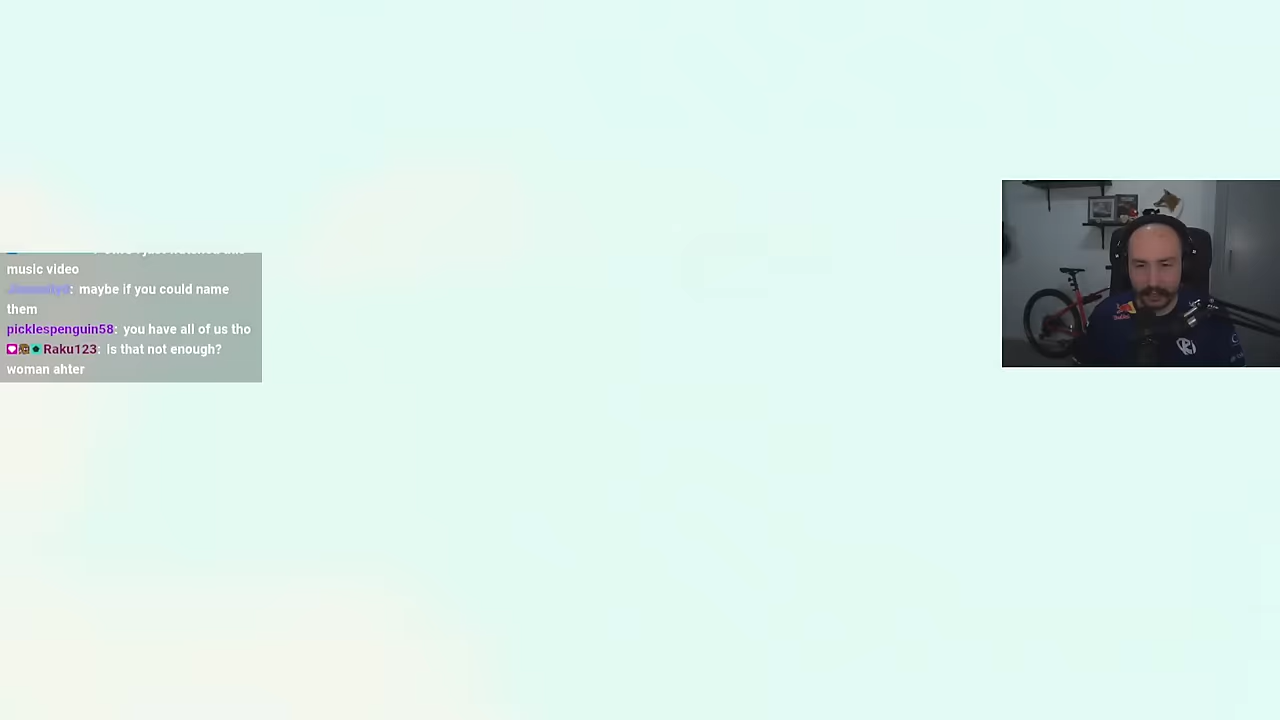 music video
: maybe if you could name
them
picklespenguin58: you have all of us tho
Raku123: Is that not enough?
woman ahter